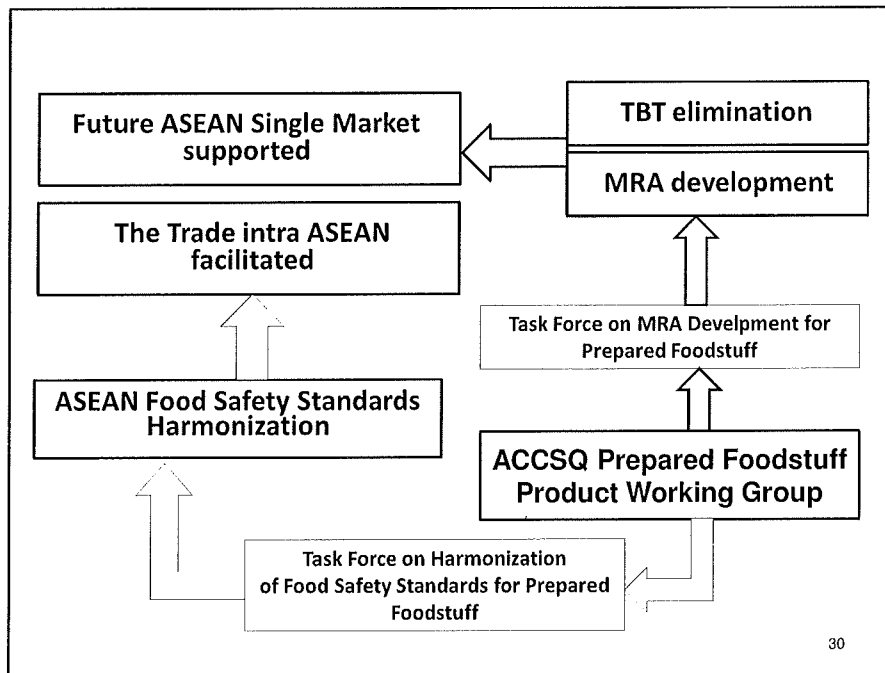 Future ASEAN Single Market
supported
TBT elimination
MRA development
The Trade intra ASEAN
facilitated
Task Force on MRA Develpment for
Prepared Foodstuff
ASEAN Food Safety Standards
Harmonization
ACCSQ Prepared Foodstuff
Product Working Group
Task Force on Harmonization
of Food Safety Standards for Prepared
Foodstuff
30